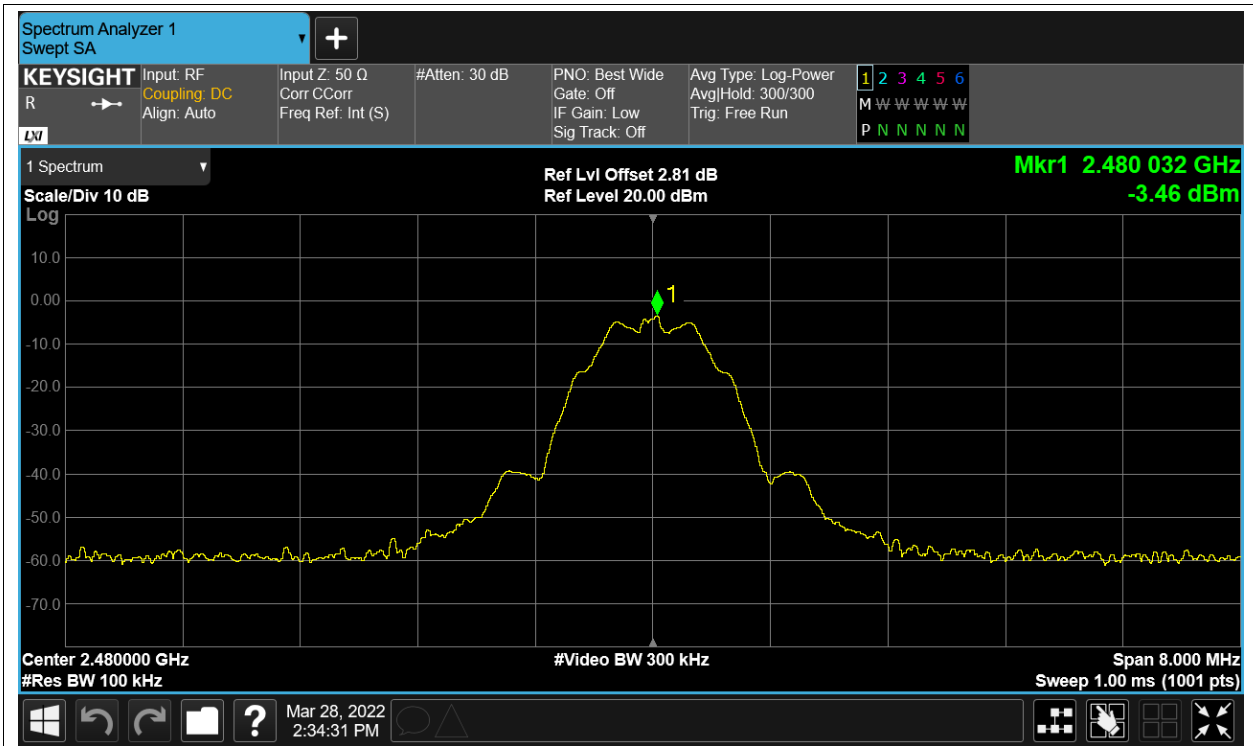 Spectrum Analyzer 1
Swept SA
KEYSIGHT
R
LXI
Input: RF
Coupling: DC
Align: Auto
Input Z: 50 Ω
Corr CCorr
Freq Ref: Int (S)
#Atten: 30 dB
PNO: Best Wide
Gate: Off
IF Gain: Low
Sig Track: Off
Avg Type: Log-Power
Avg|Hold: 300/300
Trig: Free Run
1 2 3 4 5 6
M W W W W W
P N N N N N
1 Spectrum
Scale/Div 10 dB
Ref Lvl Offset 2.81 dB
Ref Level 20.00 dBm
Mkr1 2.480 032 GHz
-3.46 dBm
Log
10.0
0.00
-10.0
-20.0
-30.0
-40.0
-50.0
-60.0
-70.0
1
Center 2.480000 GHz
#Res BW 100 kHz
#Video BW 300 kHz
Span 8.000 MHz
Sweep 1.00 ms (1001 pts)
?
Mar 28, 2022
2:34:31 PM